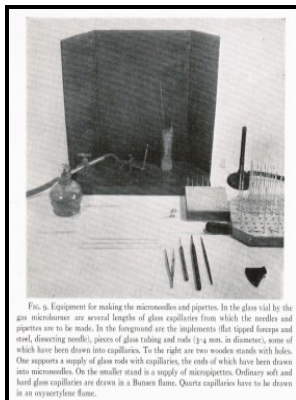 FIG. 9. Equipment for making the microneedles and pipettes. In the glass vial by the
gas microburner are several lengths of glass capillaries from which the needles and
pipettes are to be made. In the foreground are the implements (flat tipped forceps and
steel, dissecting needle), pieces of glass tubing and rods (3-4 mm. in diameter), some of
which have been drawn into capillaries. To the right are two wooden stands with holes.
One supports a supply of glass rods with capillaries, the ends of which have been drawn
into microneedles. On the smaller stand is a supply of micropipettes. Ordinary soft and
hard glass capillaries are drawn in a Bunsen flame. Quartz capillaries have to be drawn
in an oxyacetylene flame.